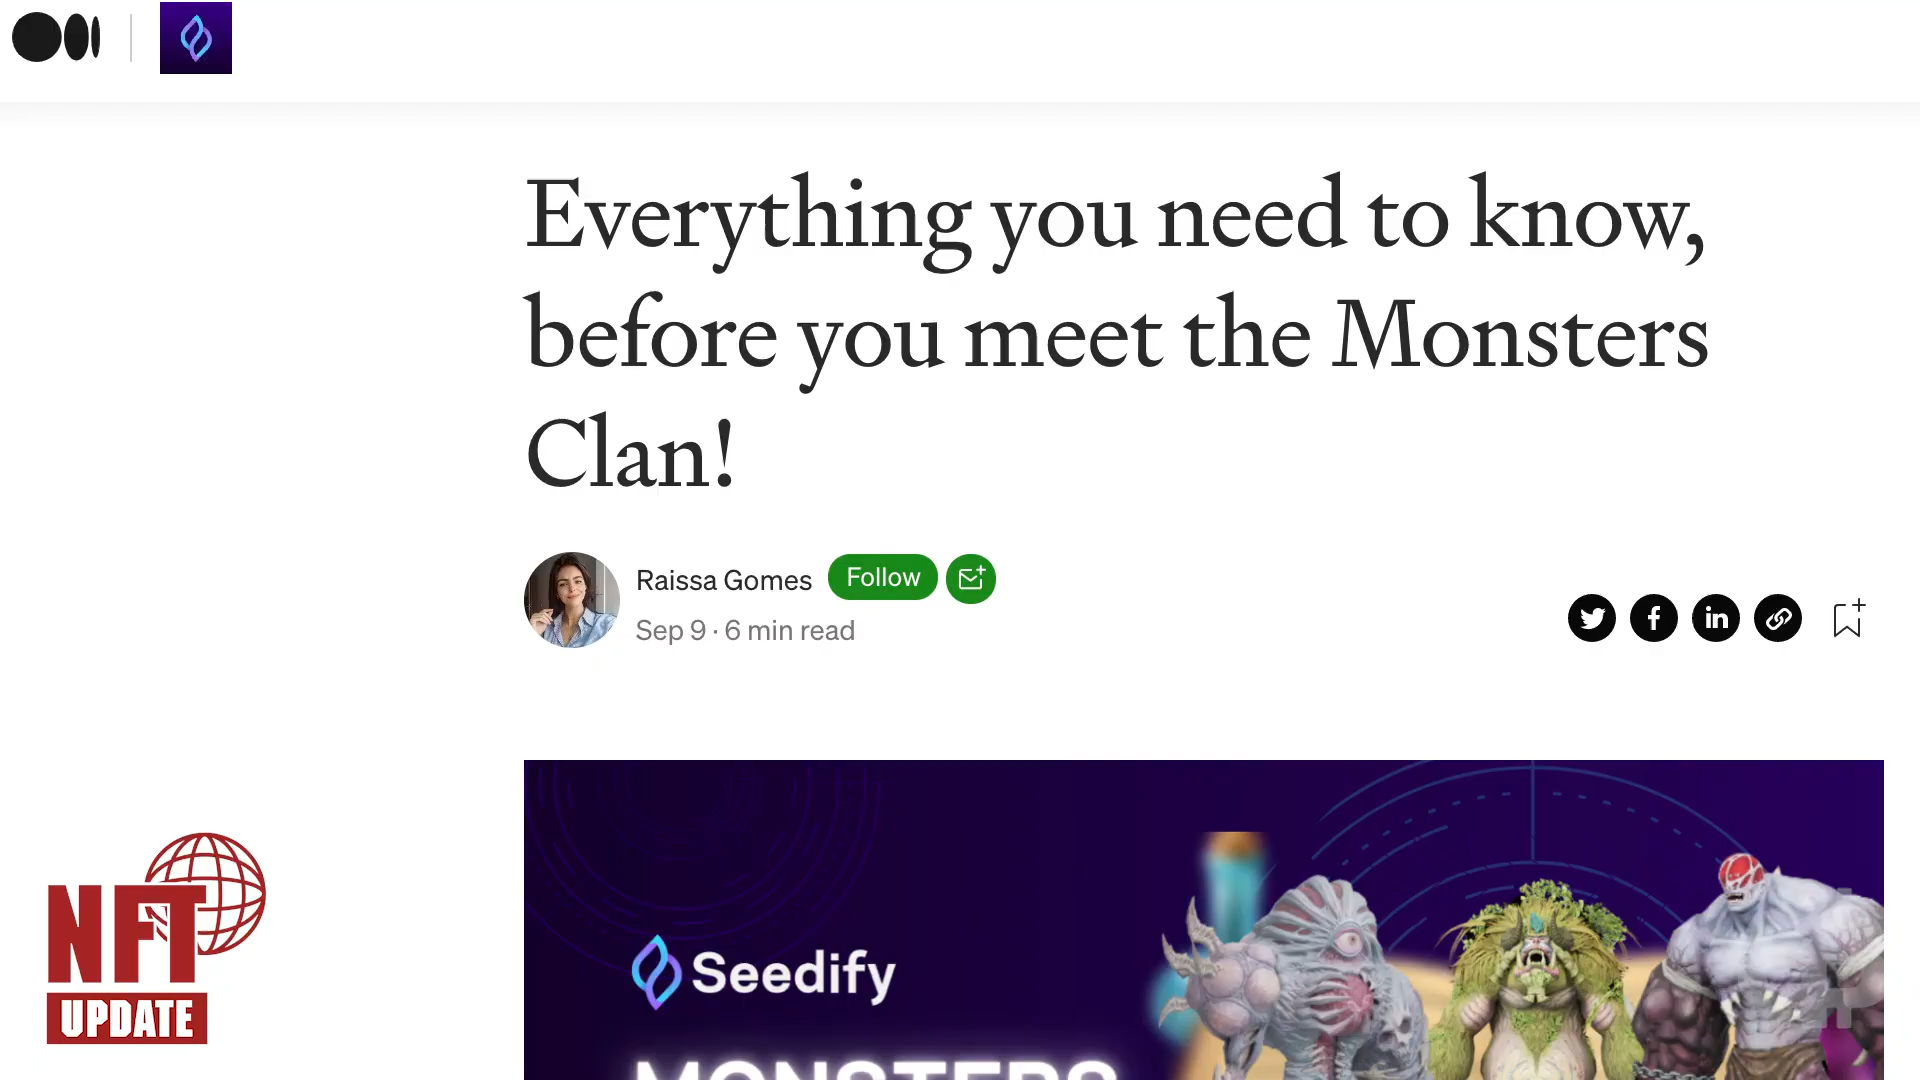 Everything you need to know,
before you meet the Monsters
Clan!
Raissa Gomes
Follow
Sep 9 · 6 min read
Seedify
MONSTERS
NFT
UPDATE